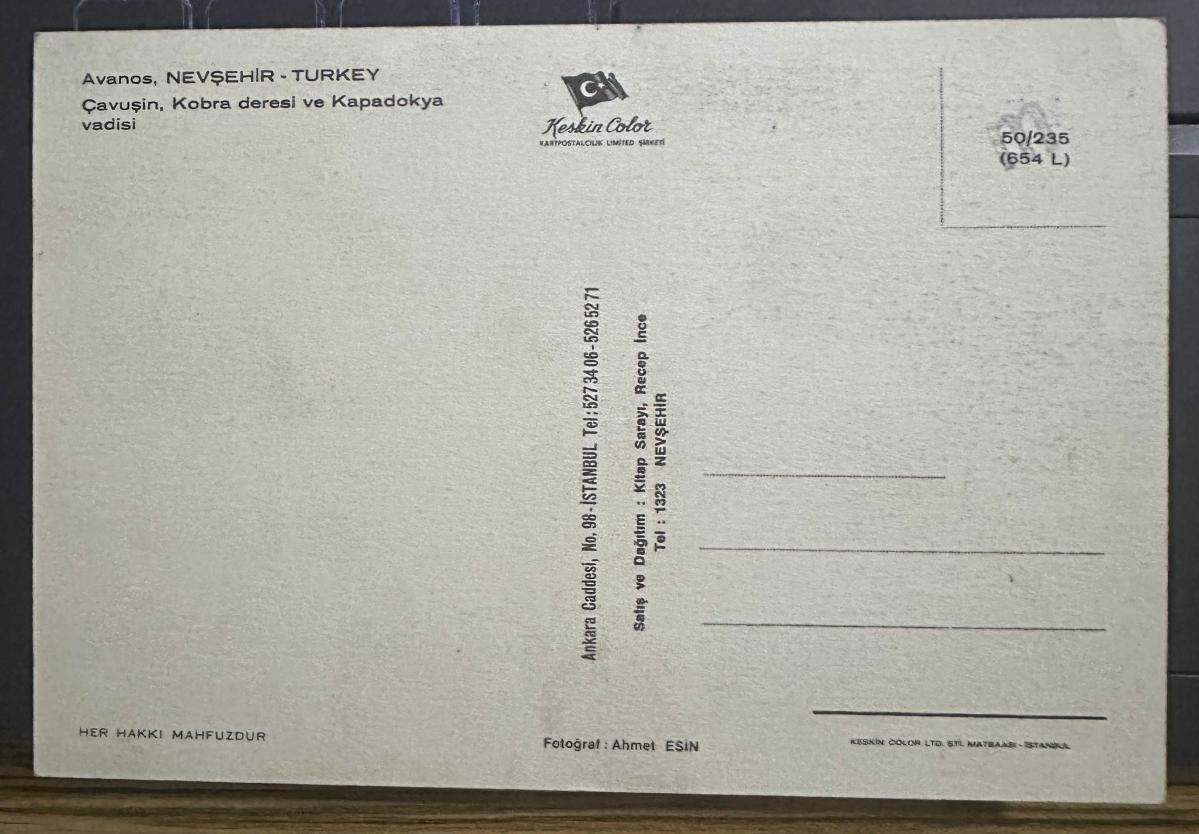 Avanos, NEVŞEHİR - TURKEY
Çavuşin, Kobra deresi ve Kapadokya
vadisi
Keskin Color
KARTPOSTALCILIK LIMITED ŞİRKETİ
50/235
(654 L)
Ankara Caddesi, No. 98 - İSTANBUL Tel: 527 34 06 - 526 52 71
Satış ve Dağıtım : Kitap Sarayı, Recep İnce
Tel : 1323 NEVŞEHİR
HER HAKKI MAHFUZDUR
Fotoğraf : Ahmet ESİN
KESKİN COLOR LTD. ŞTİ. MATBAASI - İSTANBUL